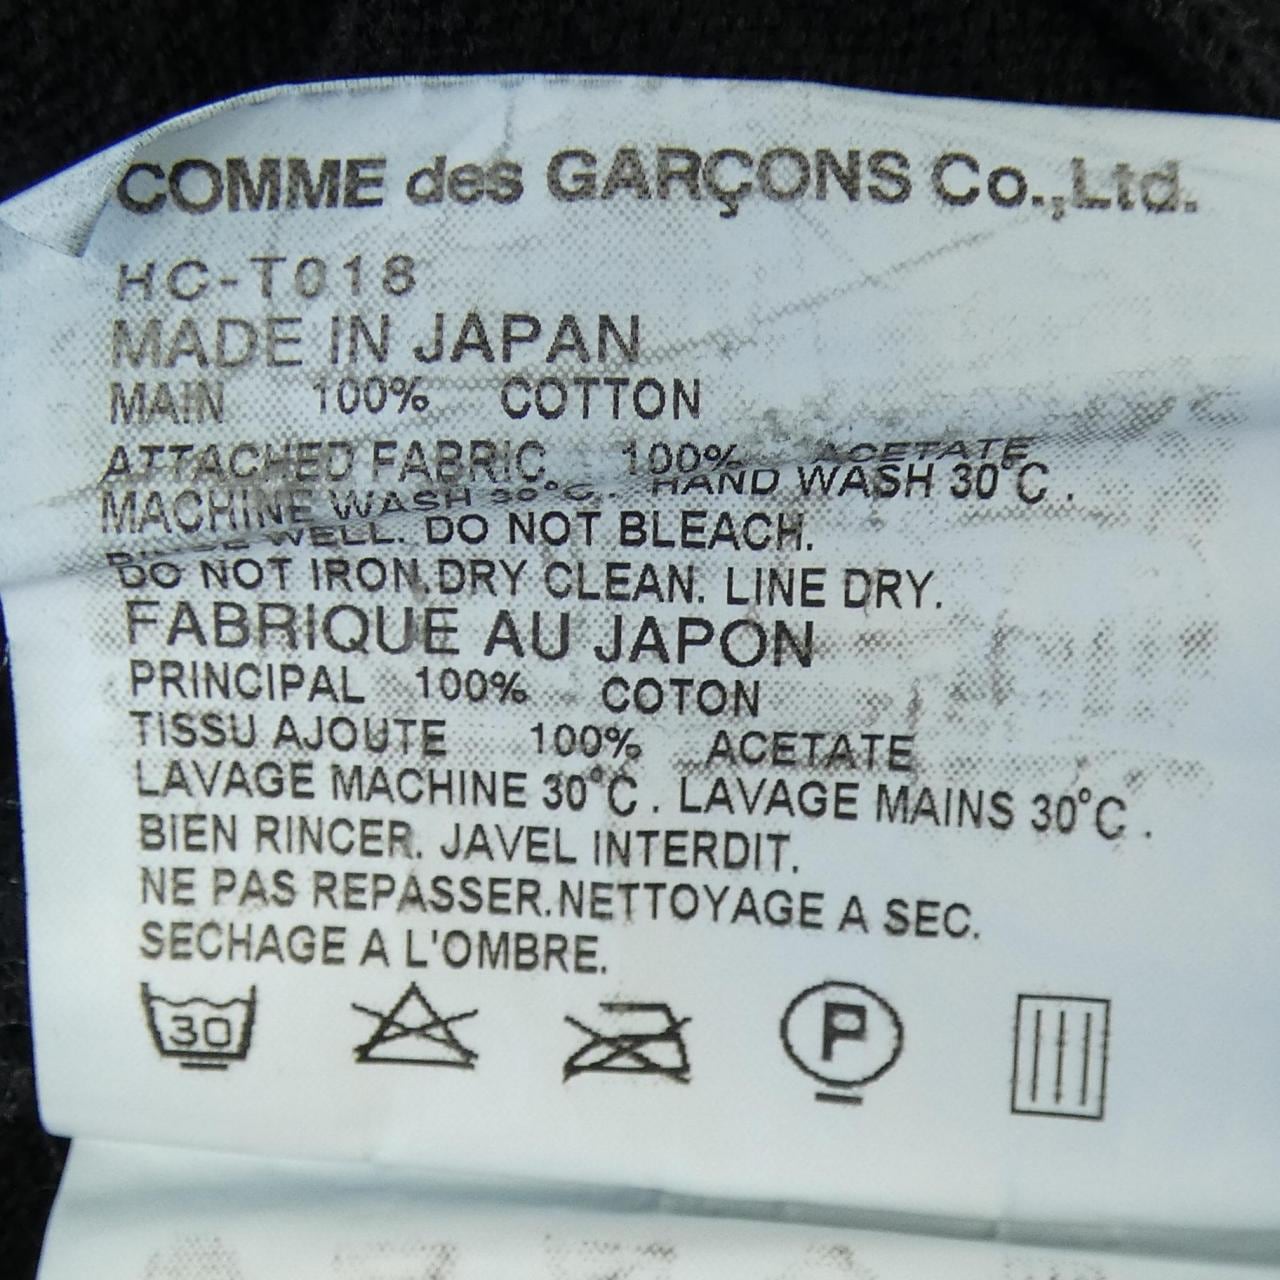 COMME des GARÇONS Co.,Ltd.
HC-T018
MADE IN JAPAN
MAIN 100% COTTON
ATTACHED FABRIC 100% ACETATE
MACHINE WASH 30°C. HAND WASH 30°C.
WELL. DO NOT BLEACH.
DO NOT IRON.DRY CLEAN. LINE DRY.
FABRIQUE AU JAPON
PRINCIPAL 100% COTON
TISSU AJOUTE 100% ACETATE
LAVAGE MACHINE 30°C. LAVAGE MAINS 30°C.
BIEN RINCER. JAVEL INTERDIT.
NE PAS REPASSER.NETTOYAGE A SEC.
SECHAGE A L'OMBRE.
30 P